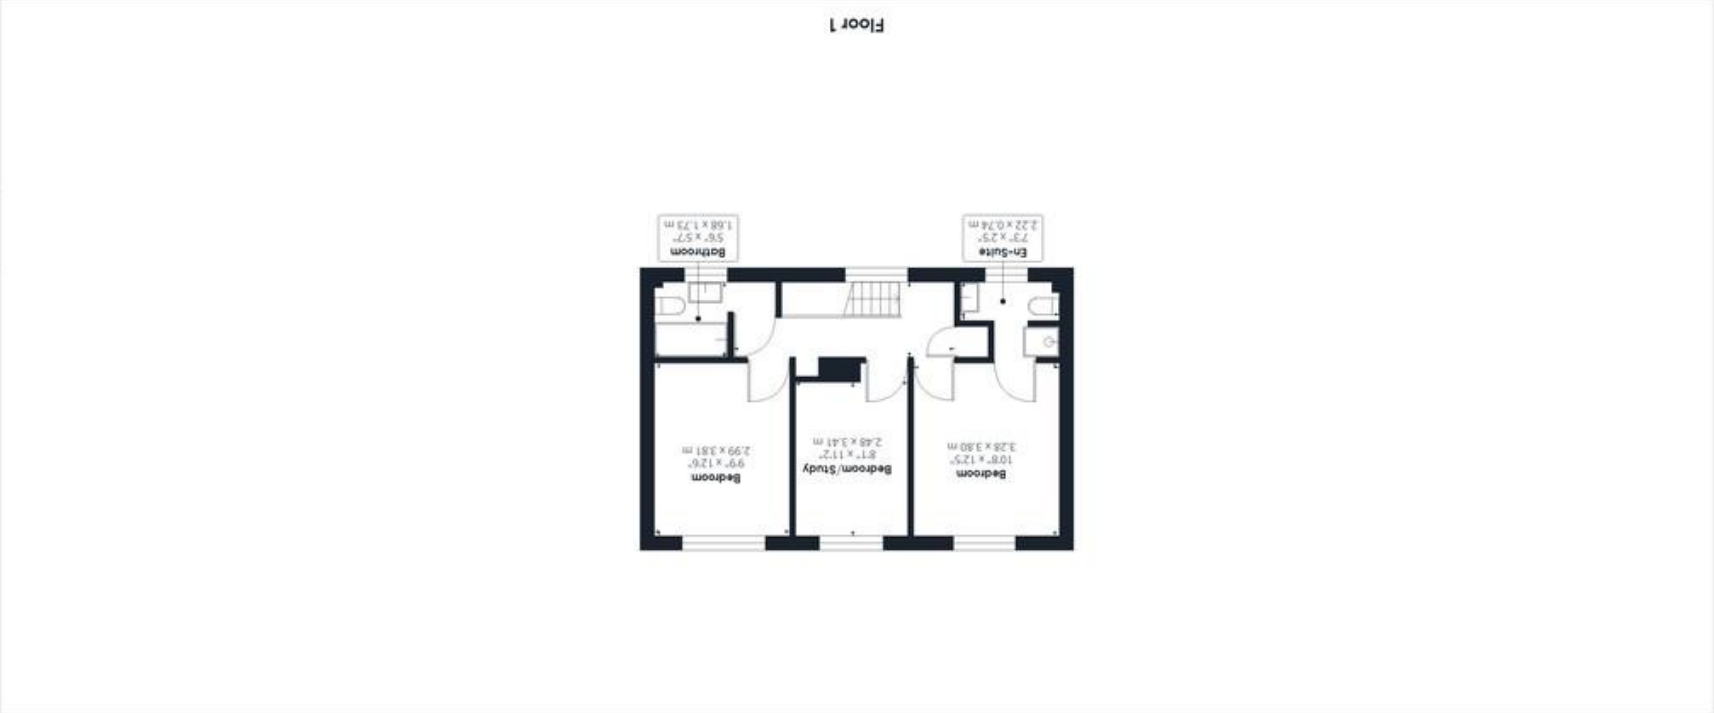 Bedroom
10'8" x 12'5"
3.28 x 3.80 m
Bedroom/Study
8'1" x 11'2"
2.48 x 3.41 m
Bedroom
9'9" x 12'6"
2.99 x 3.81 m
En-Suite
7'3" x 2'5"
2.22 x 0.74 m
Bathroom
5'6" x 5'7"
1.68 x 1.73 m
Floor 1